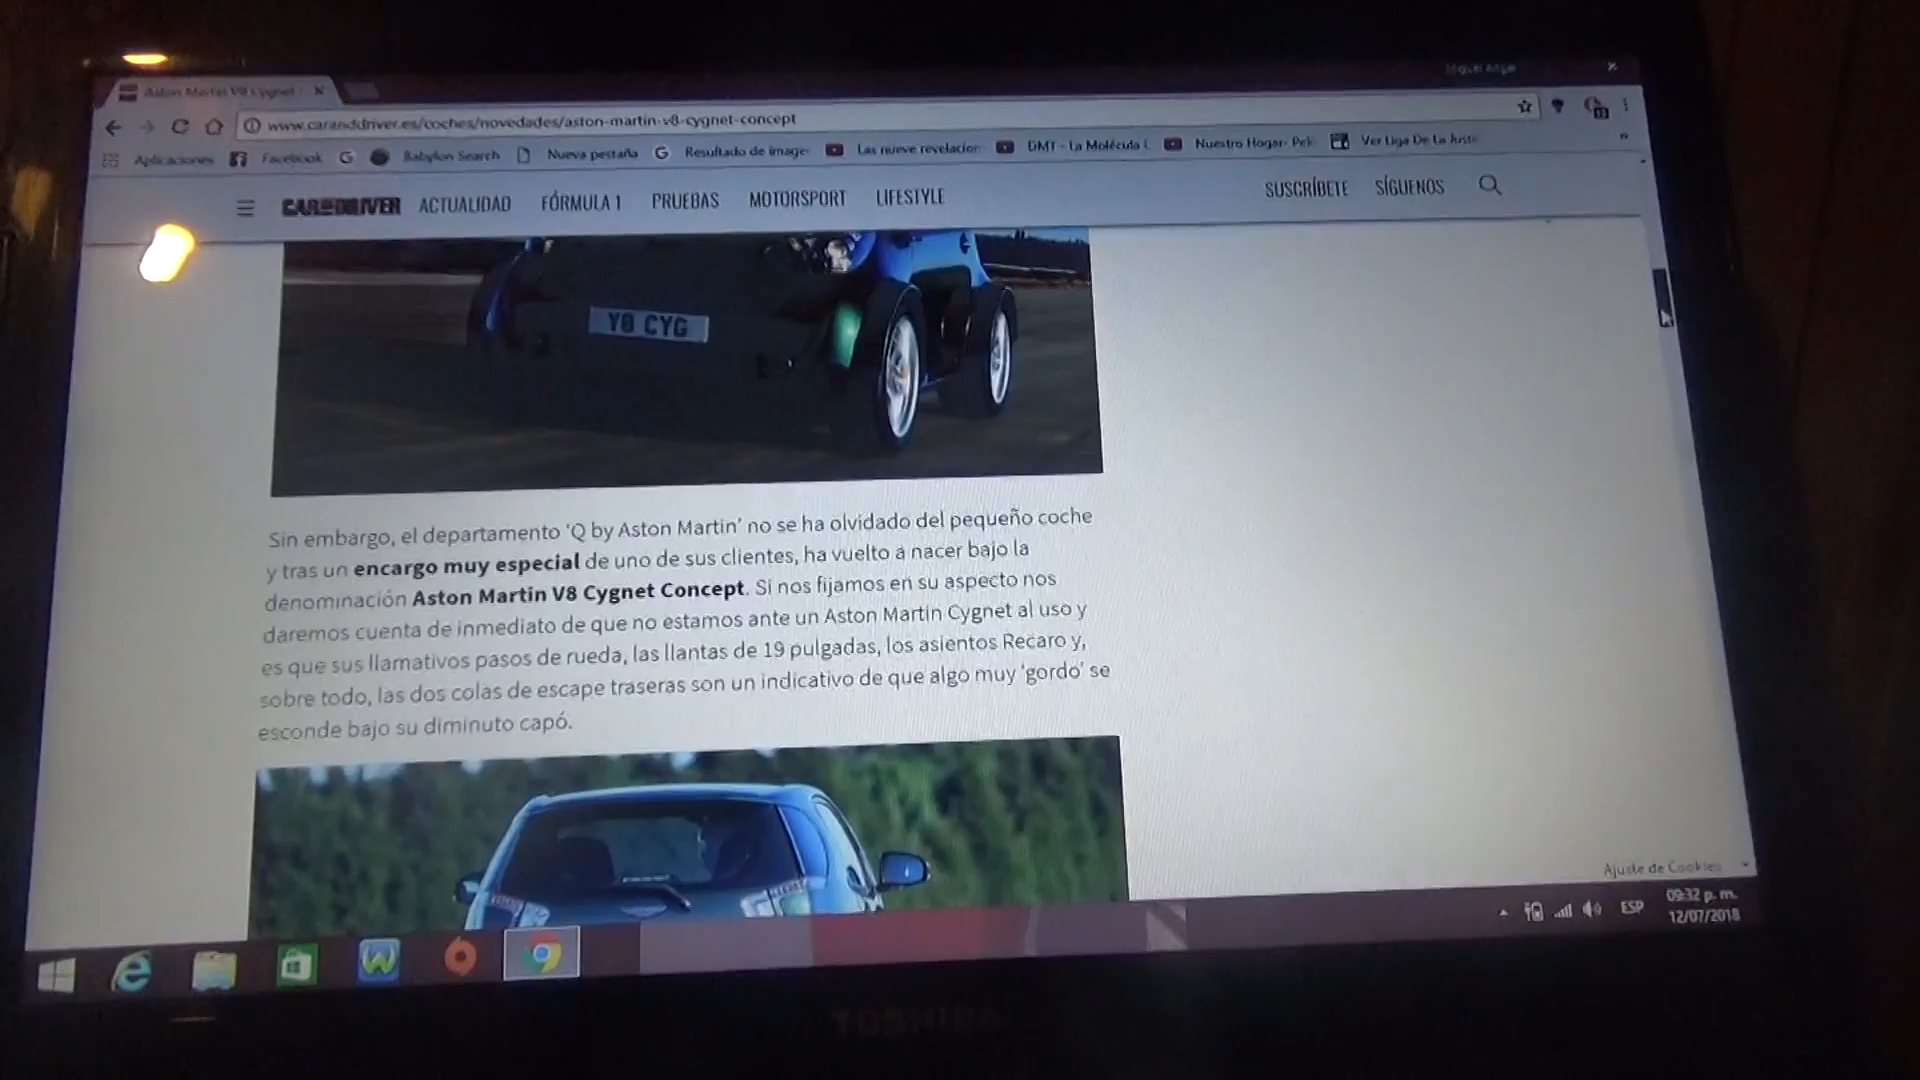 Aston Martin V8 Cygnet
www.caranddriver.es/coches/novedades/aston-martin-v8-cygnet-concept
Aplicaciones Facebook Babylon Search Nueva pestaña Resultado de image Las nueve revelacion DMT - La Molécula Nuestro Hogar- Pel Ver Liga De La Justi
CAR AND DRIVER ACTUALIDAD FÓRMULA 1 PRUEBAS MOTORSPORT LIFESTYLE SUSCRÍBETE SÍGUENOS
V8 CYG
Sin embargo, el departamento ‘Q by Aston Martin’ no se ha olvidado del pequeño coche
y tras un encargo muy especial de uno de sus clientes, ha vuelto a nacer bajo la
denominación Aston Martin V8 Cygnet Concept. Si nos fijamos en su aspecto nos
daremos cuenta de inmediato de que no estamos ante un Aston Martin Cygnet al uso y
es que sus llamativos pasos de rueda, las llantas de 19 pulgadas, los asientos Recaro y,
sobre todo, las dos colas de escape traseras son un indicativo de que algo muy ‘gordo’ se
esconde bajo su diminuto capó.
Ajuste de Cookies
ESP
09:32 p. m.
12/07/2018
TOSHIBA